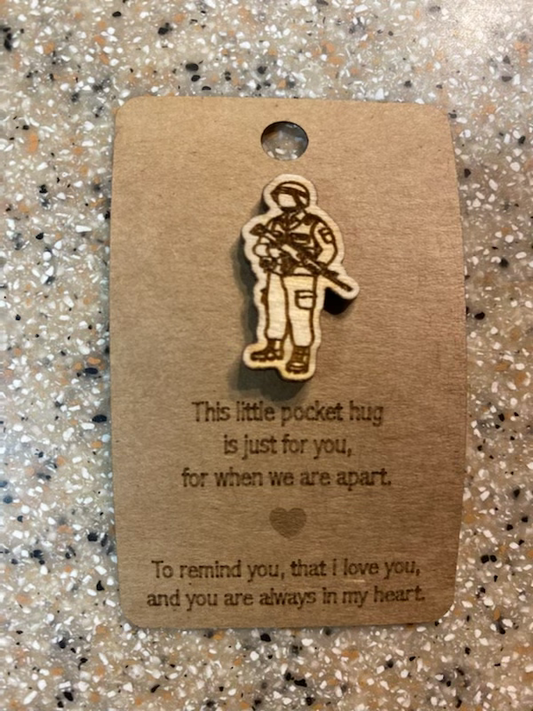 This little pocket hug
is just for you,
for when we are apart.
To remind you, that i love you,
and you are always in my heart.